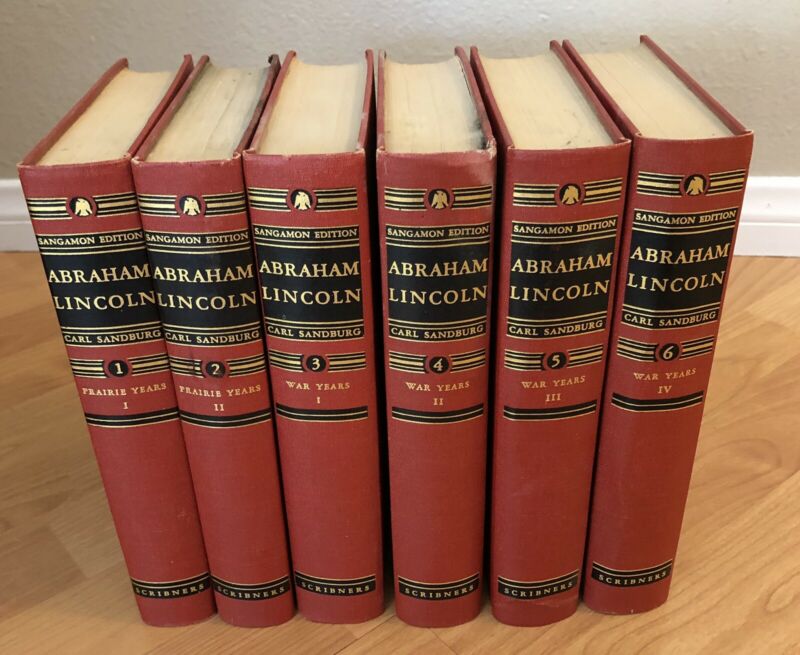 SANGAMON EDITION
ABRAHAM
LINCOLN
CARL SANDBURG
1
PRAIRIE YEARS
I
SCRIBNERS
SANGAMON EDITION
ABRAHAM
LINCOLN
CARL SANDBURG
2
PRAIRIE YEARS
II
SCRIBNERS
SANGAMON EDITION
ABRAHAM
LINCOLN
CARL SANDBURG
3
WAR YEARS
I
SCRIBNERS
SANGAMON EDITION
ABRAHAM
LINCOLN
CARL SANDBURG
4
WAR YEARS
II
SCRIBNERS
SANGAMON EDITION
ABRAHAM
LINCOLN
CARL SANDBURG
5
WAR YEARS
III
SCRIBNERS
SANGAMON EDITION
ABRAHAM
LINCOLN
CARL SANDBURG
6
WAR YEARS
IV
SCRIBNERS